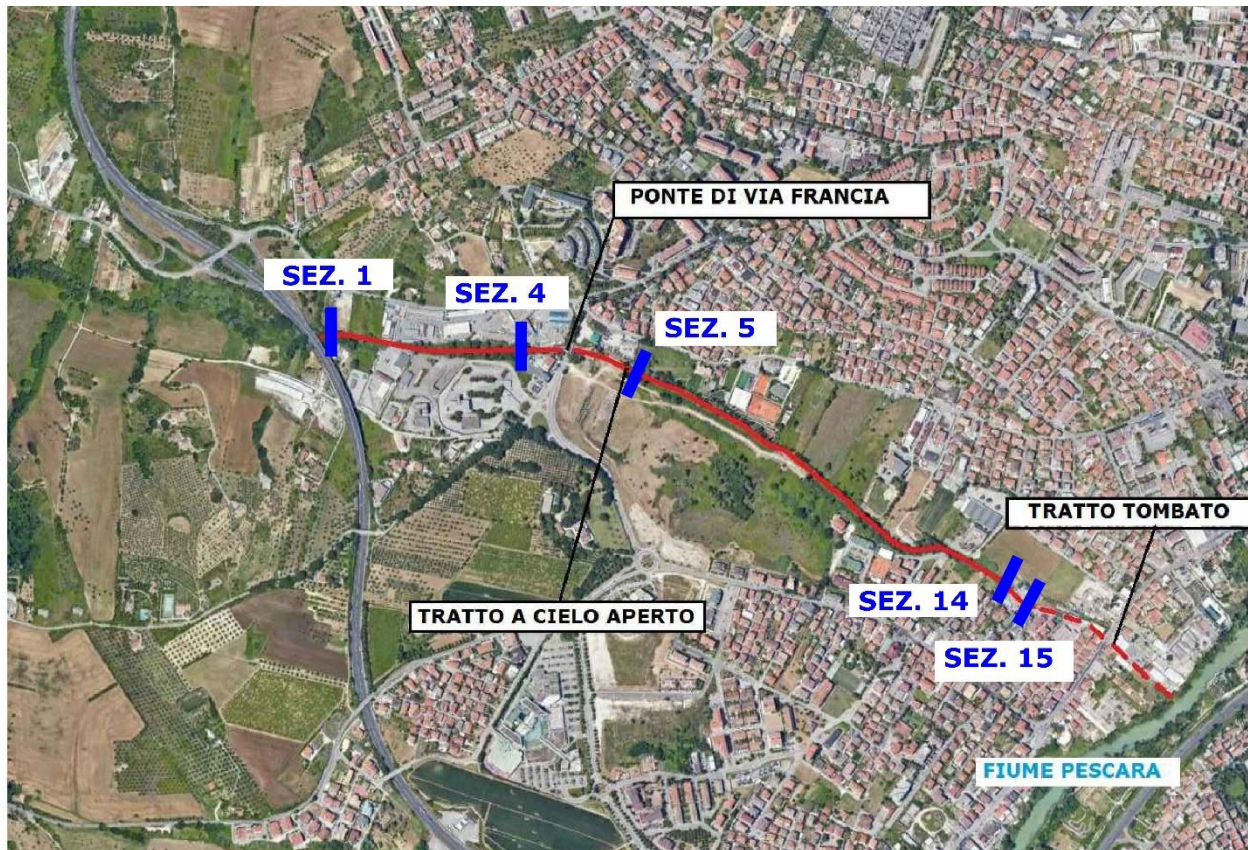 PONTE DI VIA FRANCIA
SEZ. 1
SEZ. 4
SEZ. 5
TRATTO TOMBATO
SEZ. 14
TRATTO A CIELO APERTO
SEZ. 15
FIUME PESCARA